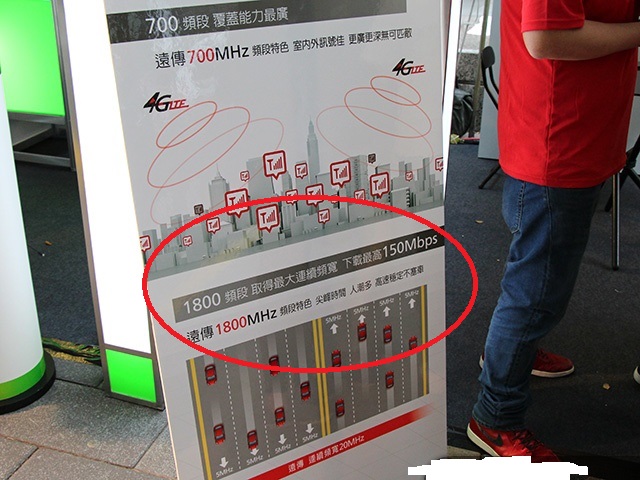 700 頻段 覆蓋能力最廣
遠傳700MHz 頻段特色 室內外訊號佳 更廣更深無可匹敵
4G LTE
4G LTE
1800 頻段 取得最大連續頻寬 下載最高150Mbps
遠傳1800MHz 頻段特色 尖峰時間 人潮多 高速穩定不塞車
5MHz 5MHz 5MHz 5MHz
5MHz 5MHz 5MHz 5MHz
遠傳 連續頻寬20MHz